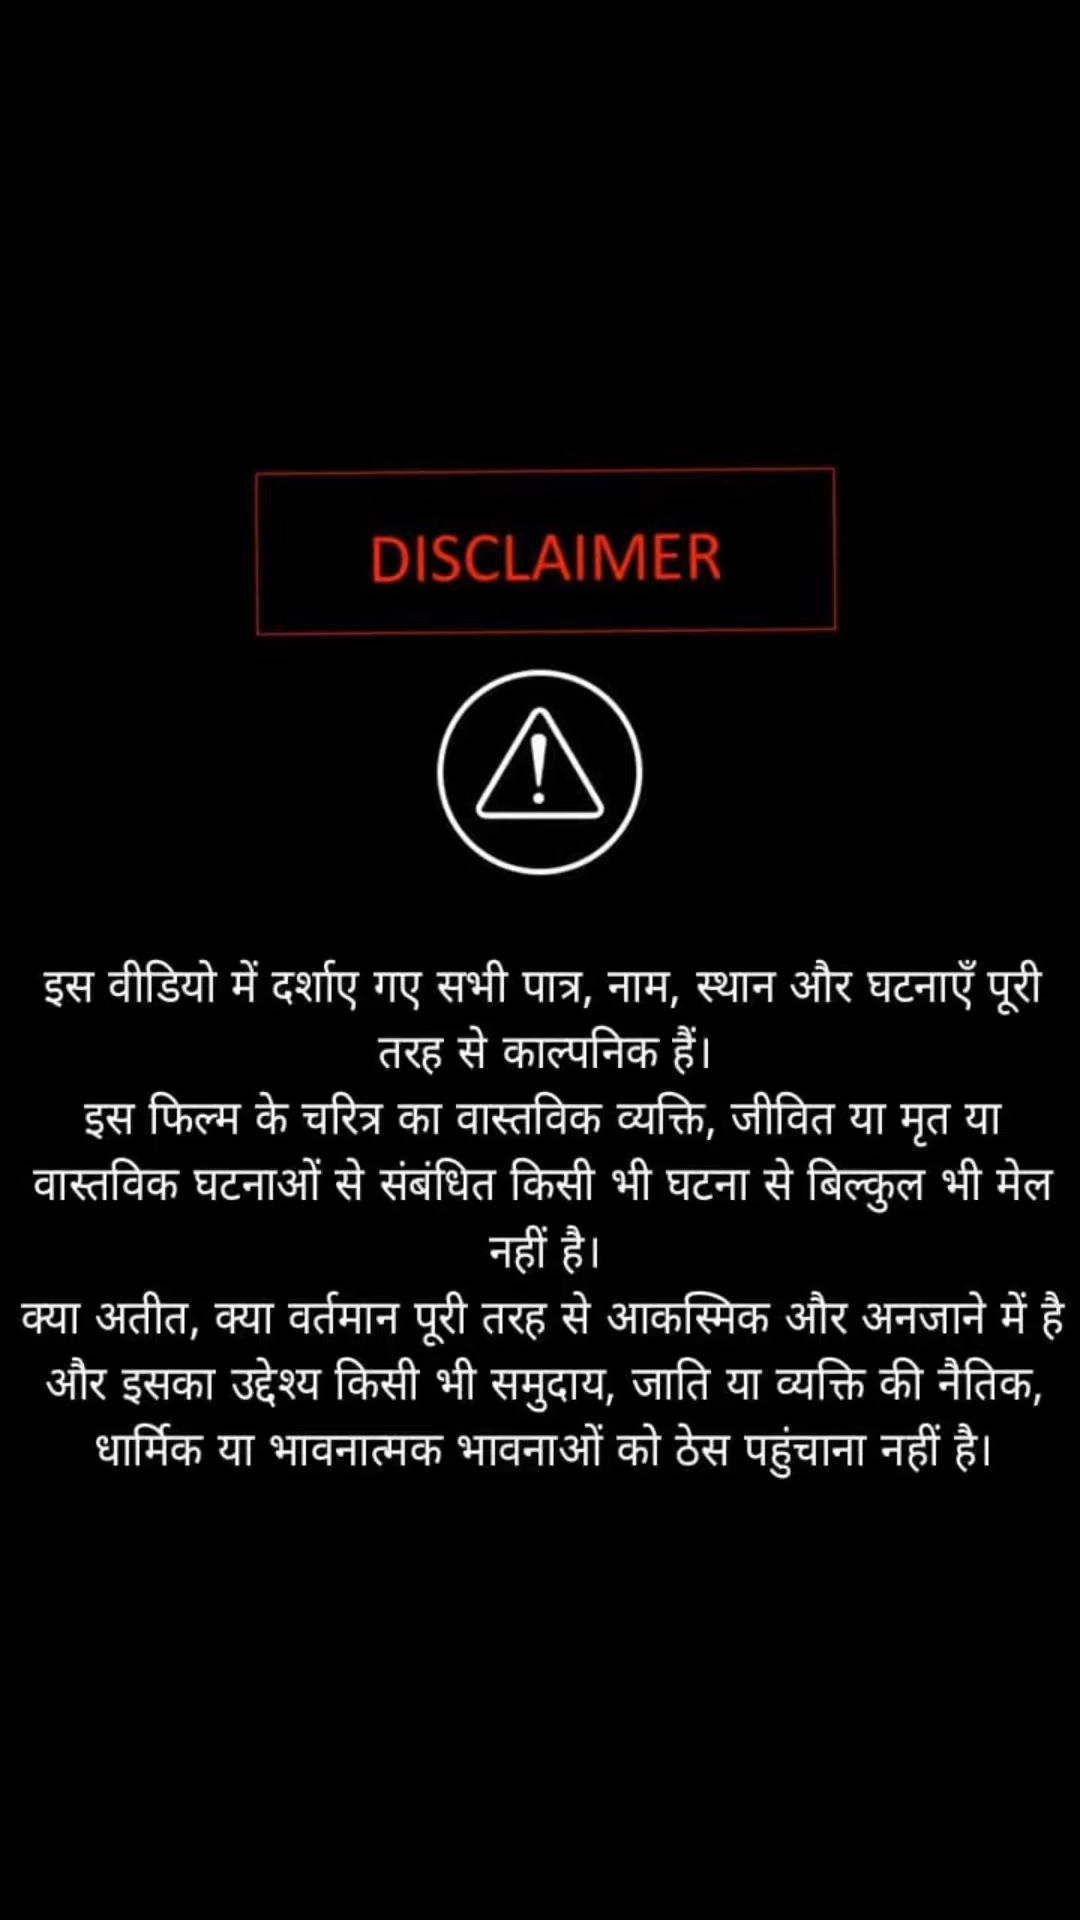 DISCLAIMER
इस वीडियो में दर्शाए गए सभी पात्र, नाम, स्थान और घटनाएँ पूरी
तरह से काल्पनिक हैं।
इस फिल्म के चरित्र का वास्तविक व्यक्ति, जीवित या मृत या
वास्तविक घटनाओं से संबंधित किसी भी घटना से बिल्कुल भी मेल
नहीं है।
क्या अतीत, क्या वर्तमान पूरी तरह से आकस्मिक और अनजाने में है
और इसका उद्देश्य किसी भी समुदाय, जाति या व्यक्ति की नैतिक,
धार्मिक या भावनात्मक भावनाओं को ठेस पहुंचाना नहीं है।